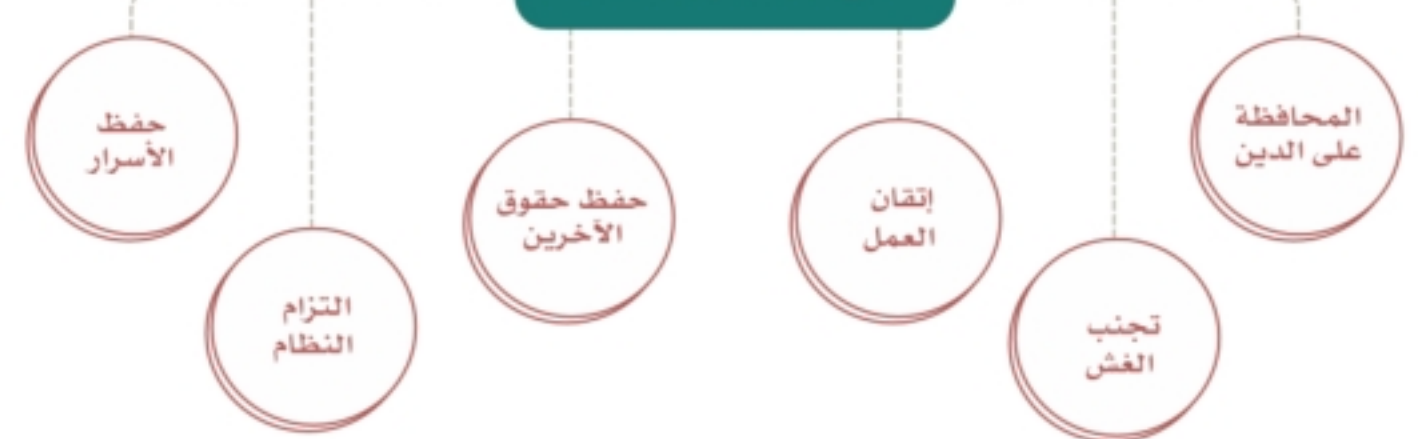 المحافظة
على الدين
تجنب
الغش
إتقان
العمل
حفظ حقوق
الآخرين
التزام
النظام
حفظ
الأسرار